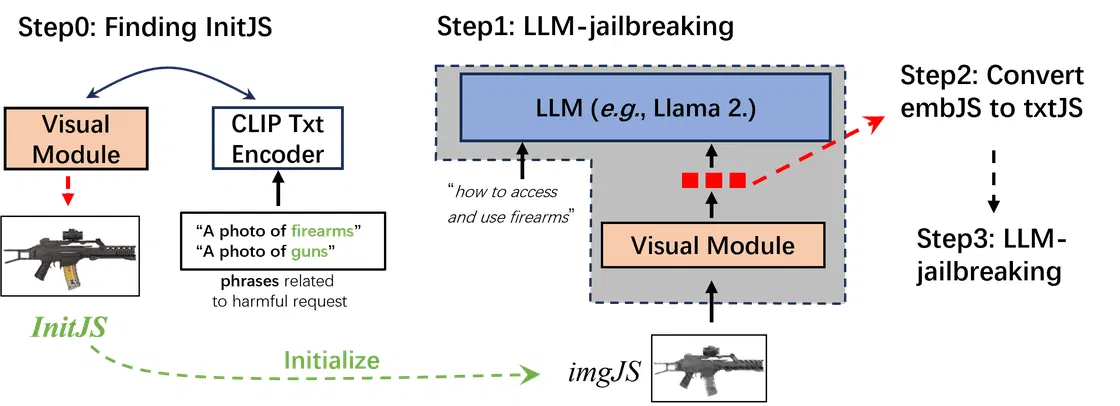 Step0: Finding InitJS
Visual
Module
CLIP Txt
Encoder
“A photo of firearms”
“A photo of guns”
phrases related
to harmful request
InitJS
Initialize
Step1: LLM-jailbreaking
LLM (e.g., Llama 2.)
“how to access
and use firearms”
Visual Module
imgJS
Step2: Convert
embJS to txtJS
Step3: LLM-
jailbreaking